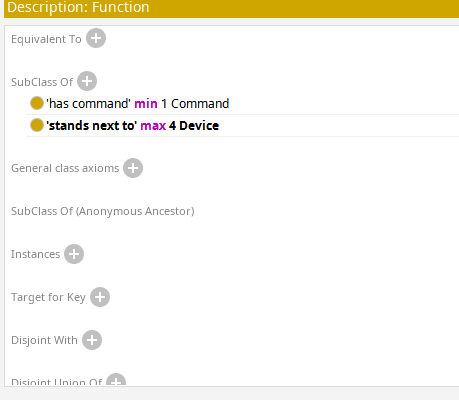 Description: Function
Equivalent To
SubClass Of
'has command' min 1 Command
'stands next to' max 4 Device
General class axioms
SubClass Of (Anonymous Ancestor)
Instances
Target for Key
Disjoint With
Disjoint Union Of